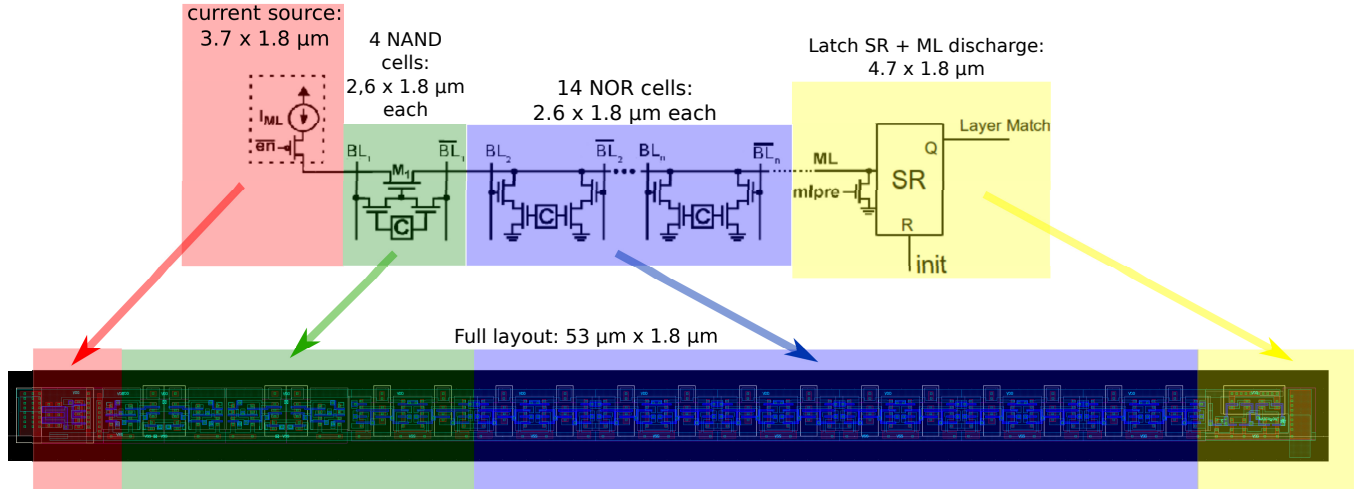 current source:
3.7 x 1.8 µm
4 NAND
cells:
2,6 x 1.8 µm
each
14 NOR cells:
2.6 x 1.8 µm each
Latch SR + ML discharge:
4.7 x 1.8 µm
I_ML
en
BL₁
M₁
BL₁
C
BL₂
BL₂
C
BLₙ
BLₙ
C
ML
mlpre
SR
Q
R
Layer Match
init
Full layout: 53 µm x 1.8 µm